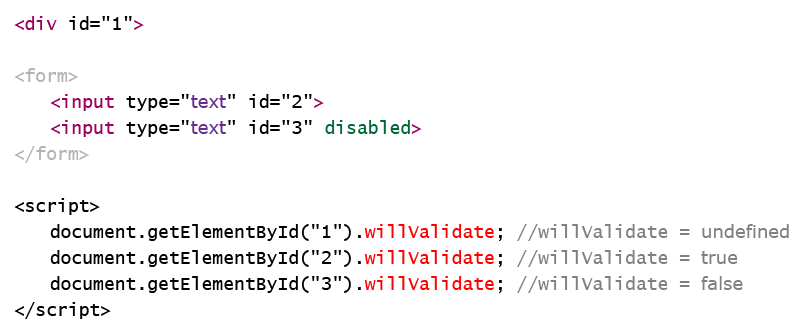 <div id="1">
<form>
<input type="text" id="2">
<input type="text" id="3" disabled>
</form>
<script>
document.getElementById("1").willValidate; //willValidate = undefined
document.getElementById("2").willValidate; //willValidate = true
document.getElementById("3").willValidate; //willValidate = false
</script>